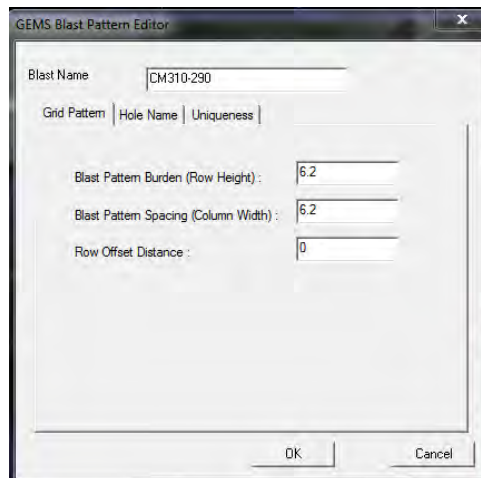 GEMS Blast Pattern Editor
X
Blast Name CM310-290
Grid Pattern Hole Name Uniqueness
Blast Pattern Burden (Row Height) : 6.2
Blast Pattern Spacing (Column Width) : 6.2
Row Offset Distance : 0
OK Cancel